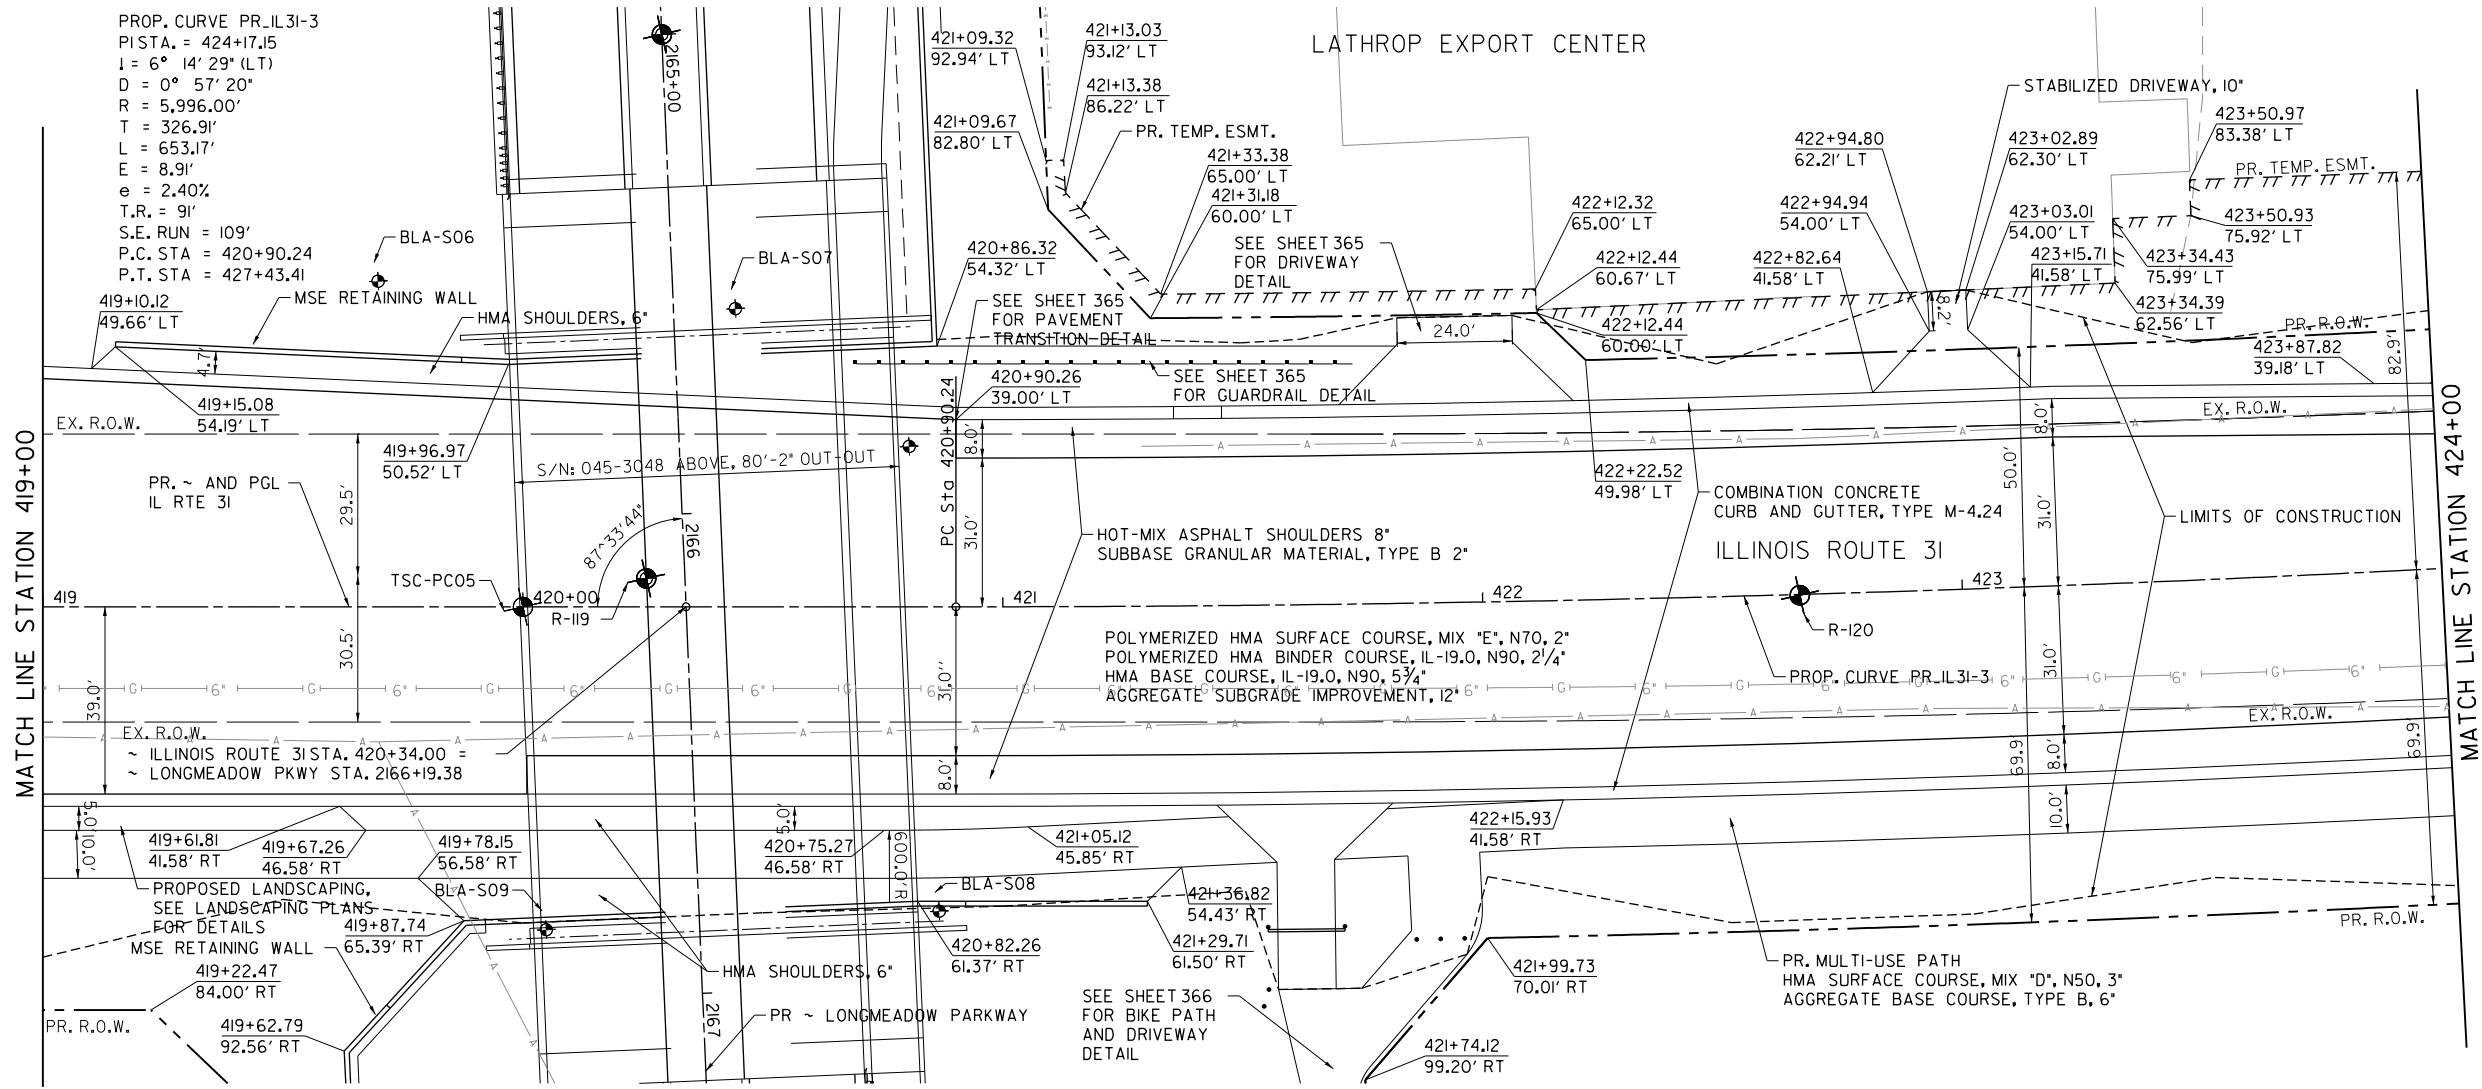 PROP. CURVE PR_IL31-3
PI STA. = 424+17.15
I = 6° 14' 29" (LT)
D = 0° 57' 20"
R = 5,996.00'
T = 326.91'
L = 653.17'
E = 8.91'
e = 2.40%
T.R. = 91'
S.E. RUN = 109'
P.C. STA = 420+90.24
P.T. STA = 427+43.41
2165+00
421+09.32
92.94' LT
421+13.03
93.12' LT
421+13.38
86.22' LT
421+09.67
82.80' LT
PR. TEMP. ESMT.
LATHROP EXPORT CENTER
STABILIZED DRIVEWAY, 10"
423+50.97
83.38' LT
422+94.80
62.21' LT
423+02.89
62.30' LT
PR. TEMP. ESMT.
421+33.38
65.00' LT
421+31.18
60.00' LT
422+12.32
65.00' LT
422+94.94
54.00' LT
423+03.01
54.00' LT
423+50.93
75.92' LT
BLA-S06
BLA-S07
420+86.32
54.32' LT
SEE SHEET 365
FOR DRIVEWAY
DETAIL
422+12.44
60.67' LT
422+82.64
41.58' LT
423+15.71
41.58' LT
423+34.43
75.99' LT
419+10.12
49.66' LT
MSE RETAINING WALL
HMA SHOULDERS, 6"
SEE SHEET 365
FOR PAVEMENT
TRANSITION DETAIL
24.0'
422+12.44
60.00' LT
8.2'
423+34.39
62.56' LT
PR. R.O.W.
423+87.82
39.18' LT
82.9'
4.7'
419+15.08
54.19' LT
420+90.26
39.00' LT
SEE SHEET 365
FOR GUARDRAIL DETAIL
EX. R.O.W.
EX. R.O.W.
A A A A A A A A A A A A
419+96.97
50.52' LT
S/N: 045-3048 ABOVE, 80'-2" OUT-OUT
PC Sta 420+90.24
8.0'
31.0'
422+22.52
49.98' LT
50.0'
8.0'
31.0'
PR. ~ AND PGL
IL RTE 31
29.5'
87^33'44"
2166
HOT-MIX ASPHALT SHOULDERS 8"
SUBBASE GRANULAR MATERIAL, TYPE B 2"
COMBINATION CONCRETE
CURB AND GUTTER, TYPE M-4.24
ILLINOIS ROUTE 31
LIMITS OF CONSTRUCTION
MATCH LINE STATION 419+00
MATCH LINE STATION 424+00
TSC-PC05
419
420+00
R-119
421
422
423
R-120
30.5'
39.0'
31.0''
8.0'
POLYMERIZED HMA SURFACE COURSE, MIX "E", N70, 2"
POLYMERIZED HMA BINDER COURSE, IL-19.0, N90, 2 1/4"
HMA BASE COURSE, IL-19.0, N90, 5 3/4"
AGGREGATE SUBGRADE IMPROVEMENT, 12"
PROP. CURVE PR_IL31-3
31.0'
8.0'
69.9'
69.9'
6" G 6" G 6" G 6" G 6" G 6" G 6" G 6" G 6"
EX. R.O.W.
EX. R.O.W.
~ ILLINOIS ROUTE 31 STA. 420+34.00 =
~ LONGMEADOW PKWY STA. 2166+19.38
5.0'
10.0'
419+61.81
41.58' RT
419+67.26
46.58' RT
419+78.15
56.58' RT
5.0'
420+75.27
46.58' RT
600.0'R
421+05.12
45.85' RT
422+15.93
41.58' RT
10.0'
PROPOSED LANDSCAPING,
SEE LANDSCAPING PLANS
FOR DETAILS
BLA-S09
BLA-S08
421+36.82
54.43' RT
MSE RETAINING WALL
419+87.74
65.39' RT
419+22.47
84.00' RT
420+82.26
61.37' RT
421+29.71
61.50' RT
PR. R.O.W.
HMA SHOULDERS, 6"
421+99.73
70.01' RT
PR. MULTI-USE PATH
HMA SURFACE COURSE, MIX "D", N50, 3"
AGGREGATE BASE COURSE, TYPE B, 6"
PR. R.O.W.
419+62.79
92.56' RT
2167
PR ~ LONGMEADOW PARKWAY
SEE SHEET 366
FOR BIKE PATH
AND DRIVEWAY
DETAIL
421+74.12
99.20' RT